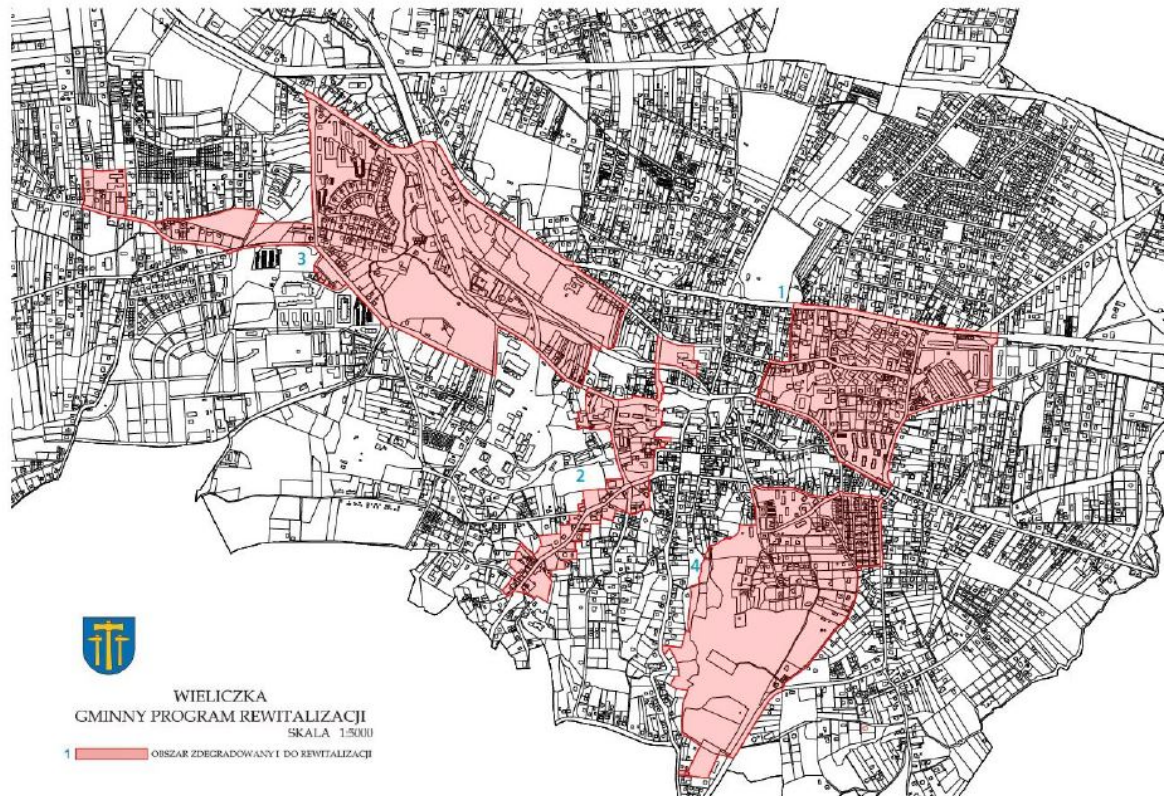 1
3
2
4
WIELICZKA
GMINNY PROGRAM REWITALIZACJI
SKALA 1:5000
1 OBSZAR ZDEGRADOWANY I DO REWITALIZACJI